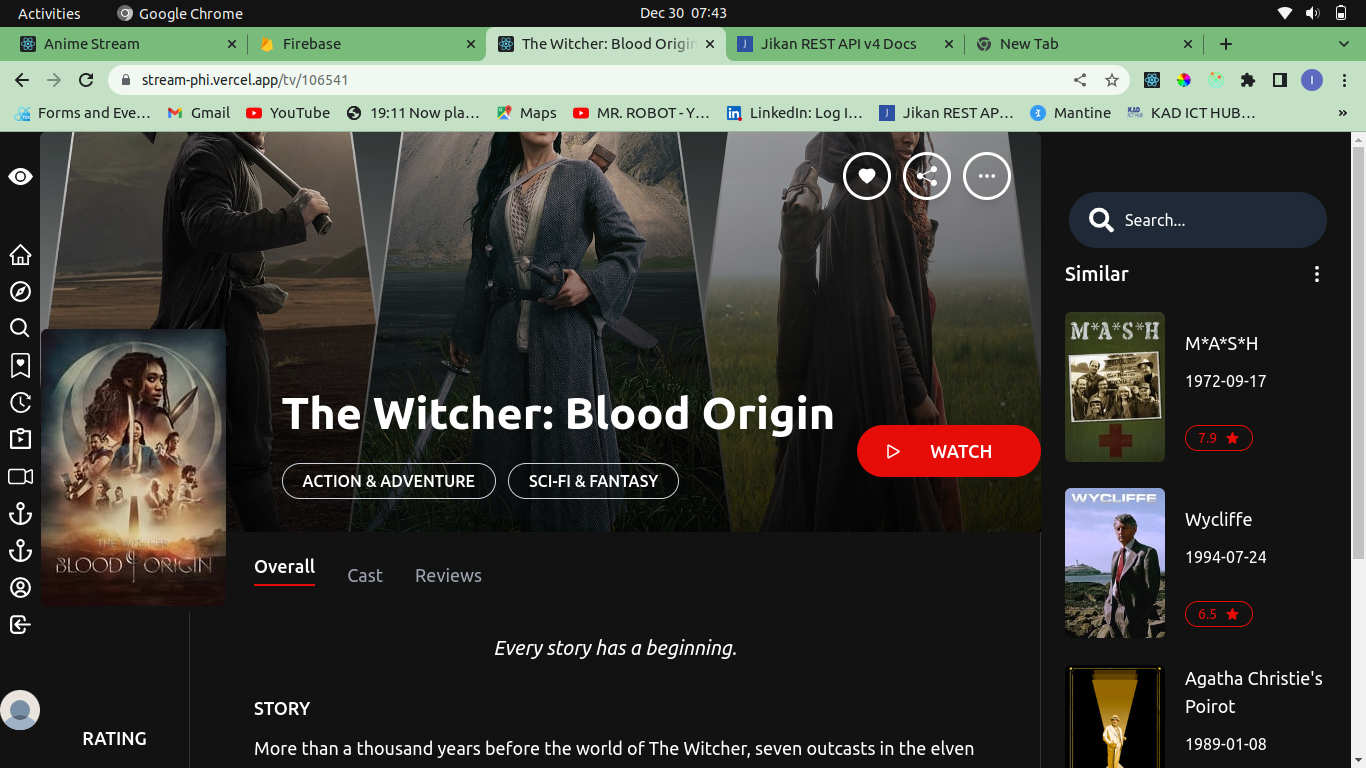 Activities
Google Chrome
Dec 30 07:43
Anime Stream
Firebase
The Witcher: Blood Origin
Jikan REST API v4 Docs
New Tab
stream-phi.vercel.app/tv/106541
I
Forms and Eve…
Gmail
YouTube
19:11 Now pla…
Maps
MR. ROBOT - Y…
LinkedIn: Log I…
Jikan REST AP…
Mantine
KAD ICT HUB…
Search...
Similar
M*A*S*H
M*A*S*H
1972-09-17
7.9
The Witcher: Blood Origin
WATCH
ACTION & ADVENTURE
SCI-FI & FANTASY
THE WITCHER
BLOOD ORIGIN
WYCLIFFE
Wycliffe
1994-07-24
6.5
Overall
Cast
Reviews
Every story has a beginning.
STORY
More than a thousand years before the world of The Witcher, seven outcasts in the elven
RATING
Agatha Christie's
Poirot
1989-01-08